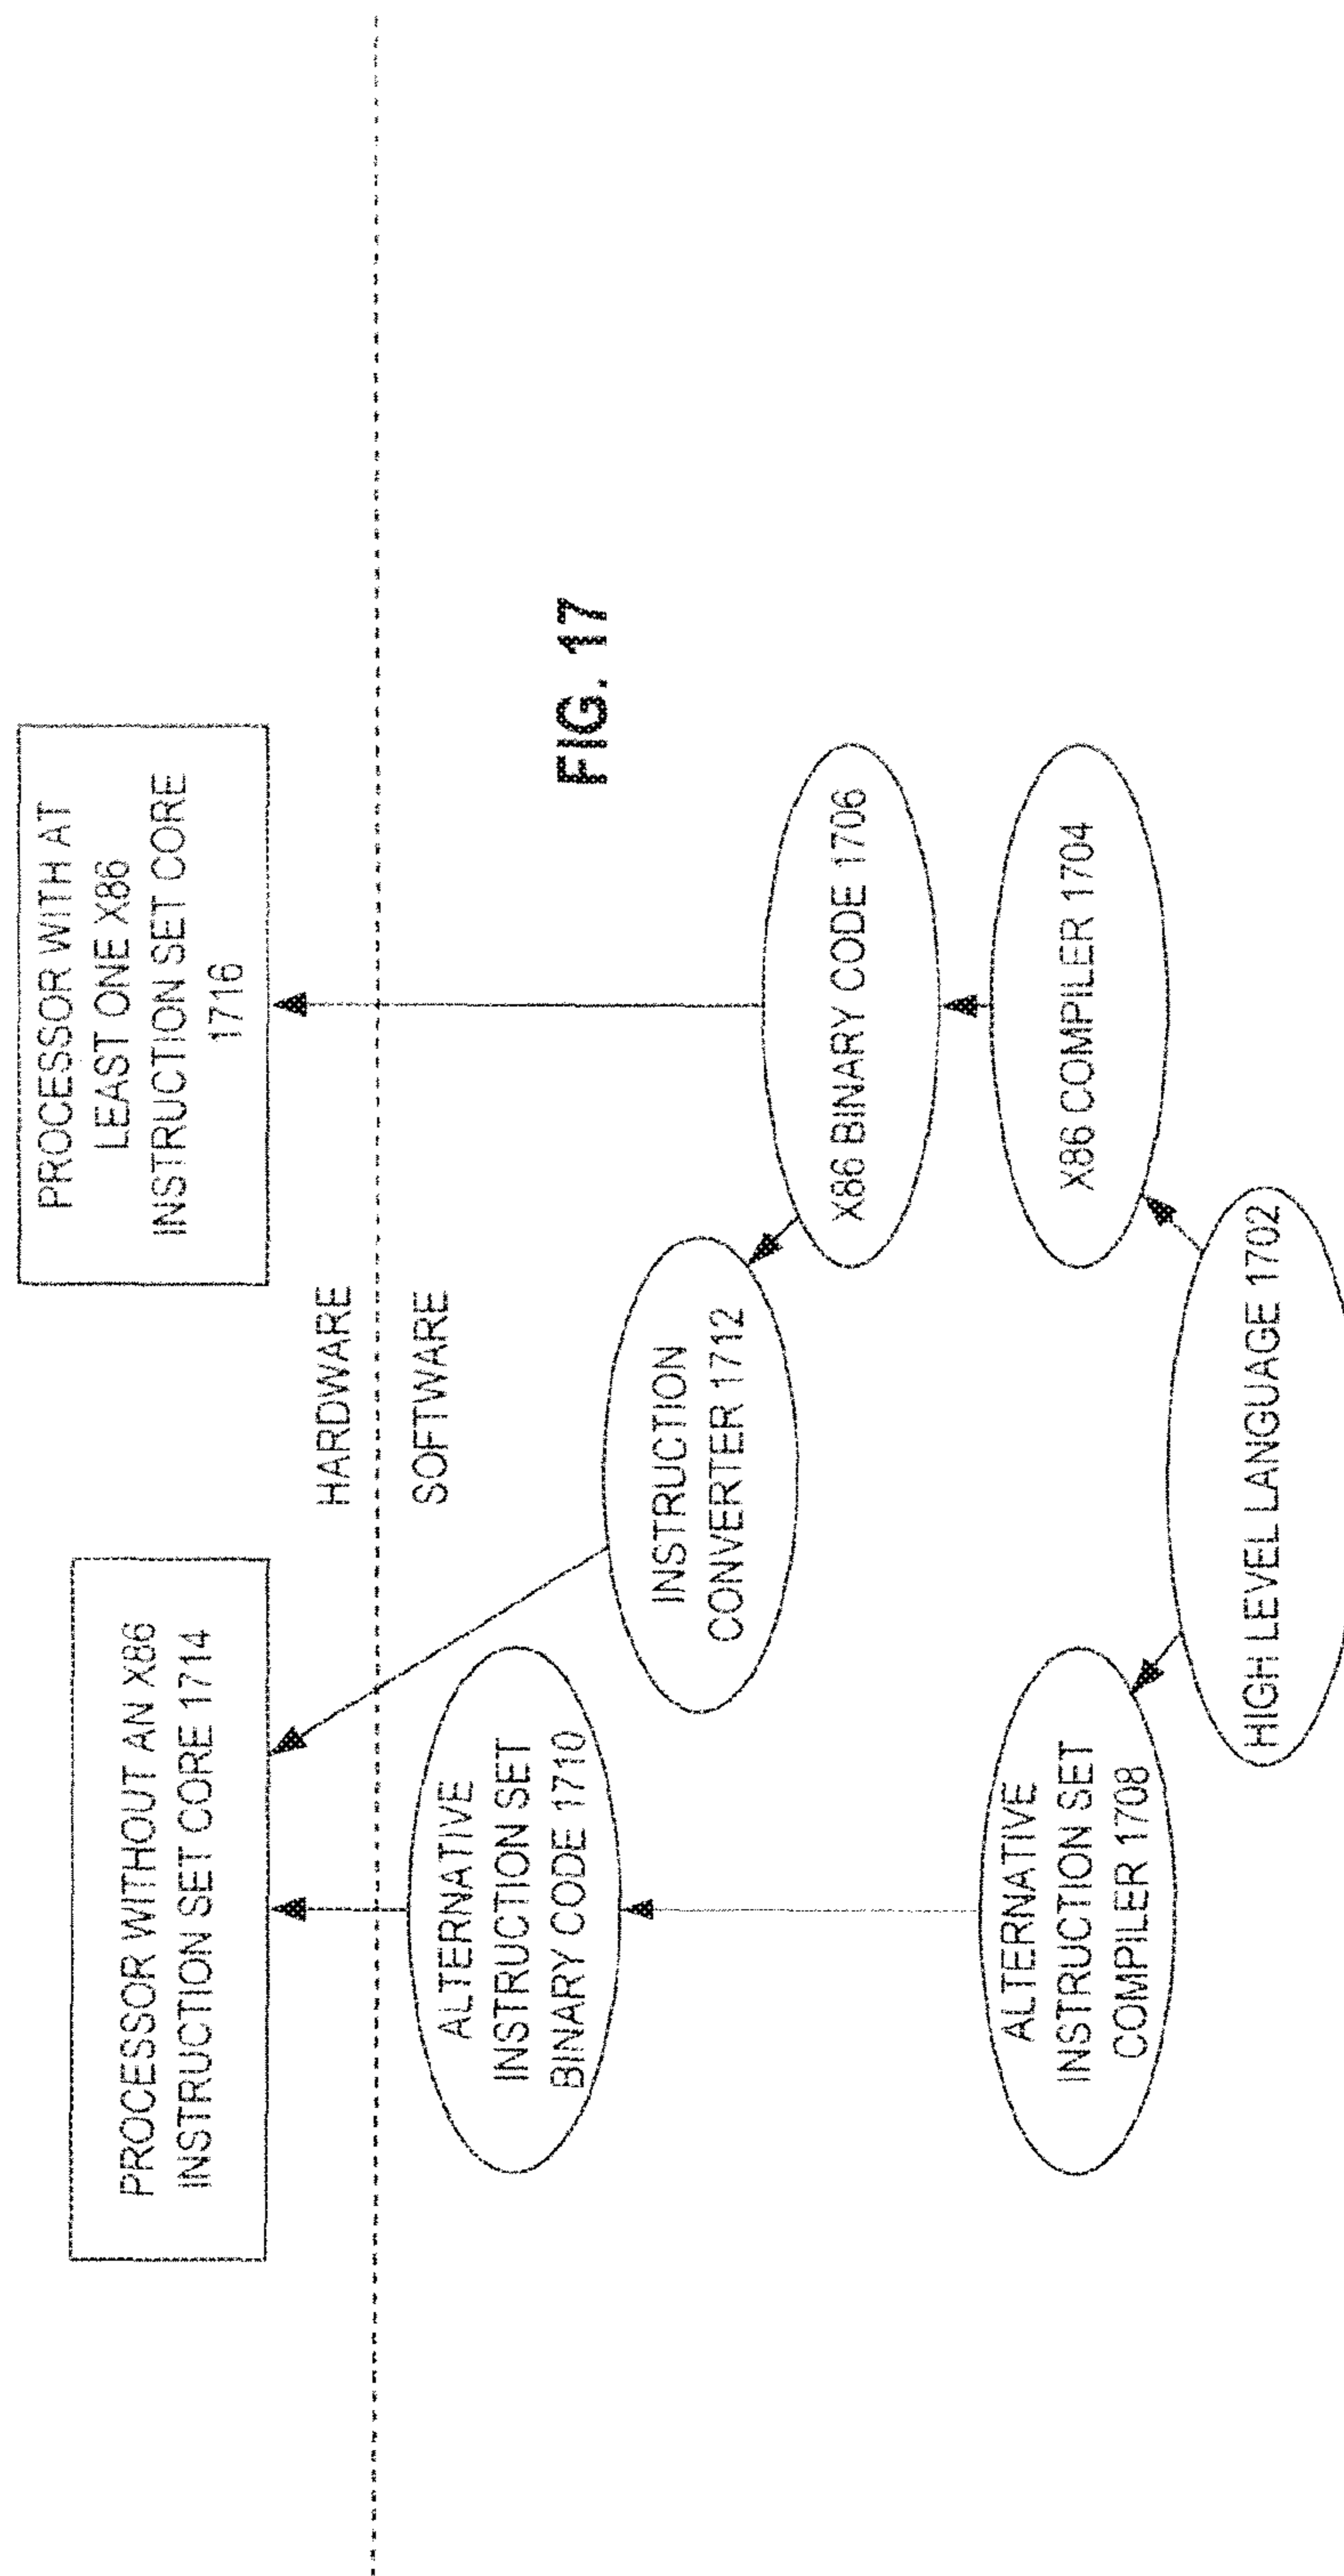 PROCESSOR WITHOUT AN X86
INSTRUCTION SET CORE 1714
PROCESSOR WITH AT
LEAST ONE X86
INSTRUCTION SET CORE
1716
HARDWARE
SOFTWARE
ALTERNATIVE
INSTRUCTION SET
BINARY CODE 1710
INSTRUCTION
CONVERTER 1712
FIG. 17
X86 BINARY CODE 1706
ALTERNATIVE
INSTRUCTION SET
COMPILER 1708
X86 COMPILER 1704
HIGH LEVEL LANGUAGE 1702